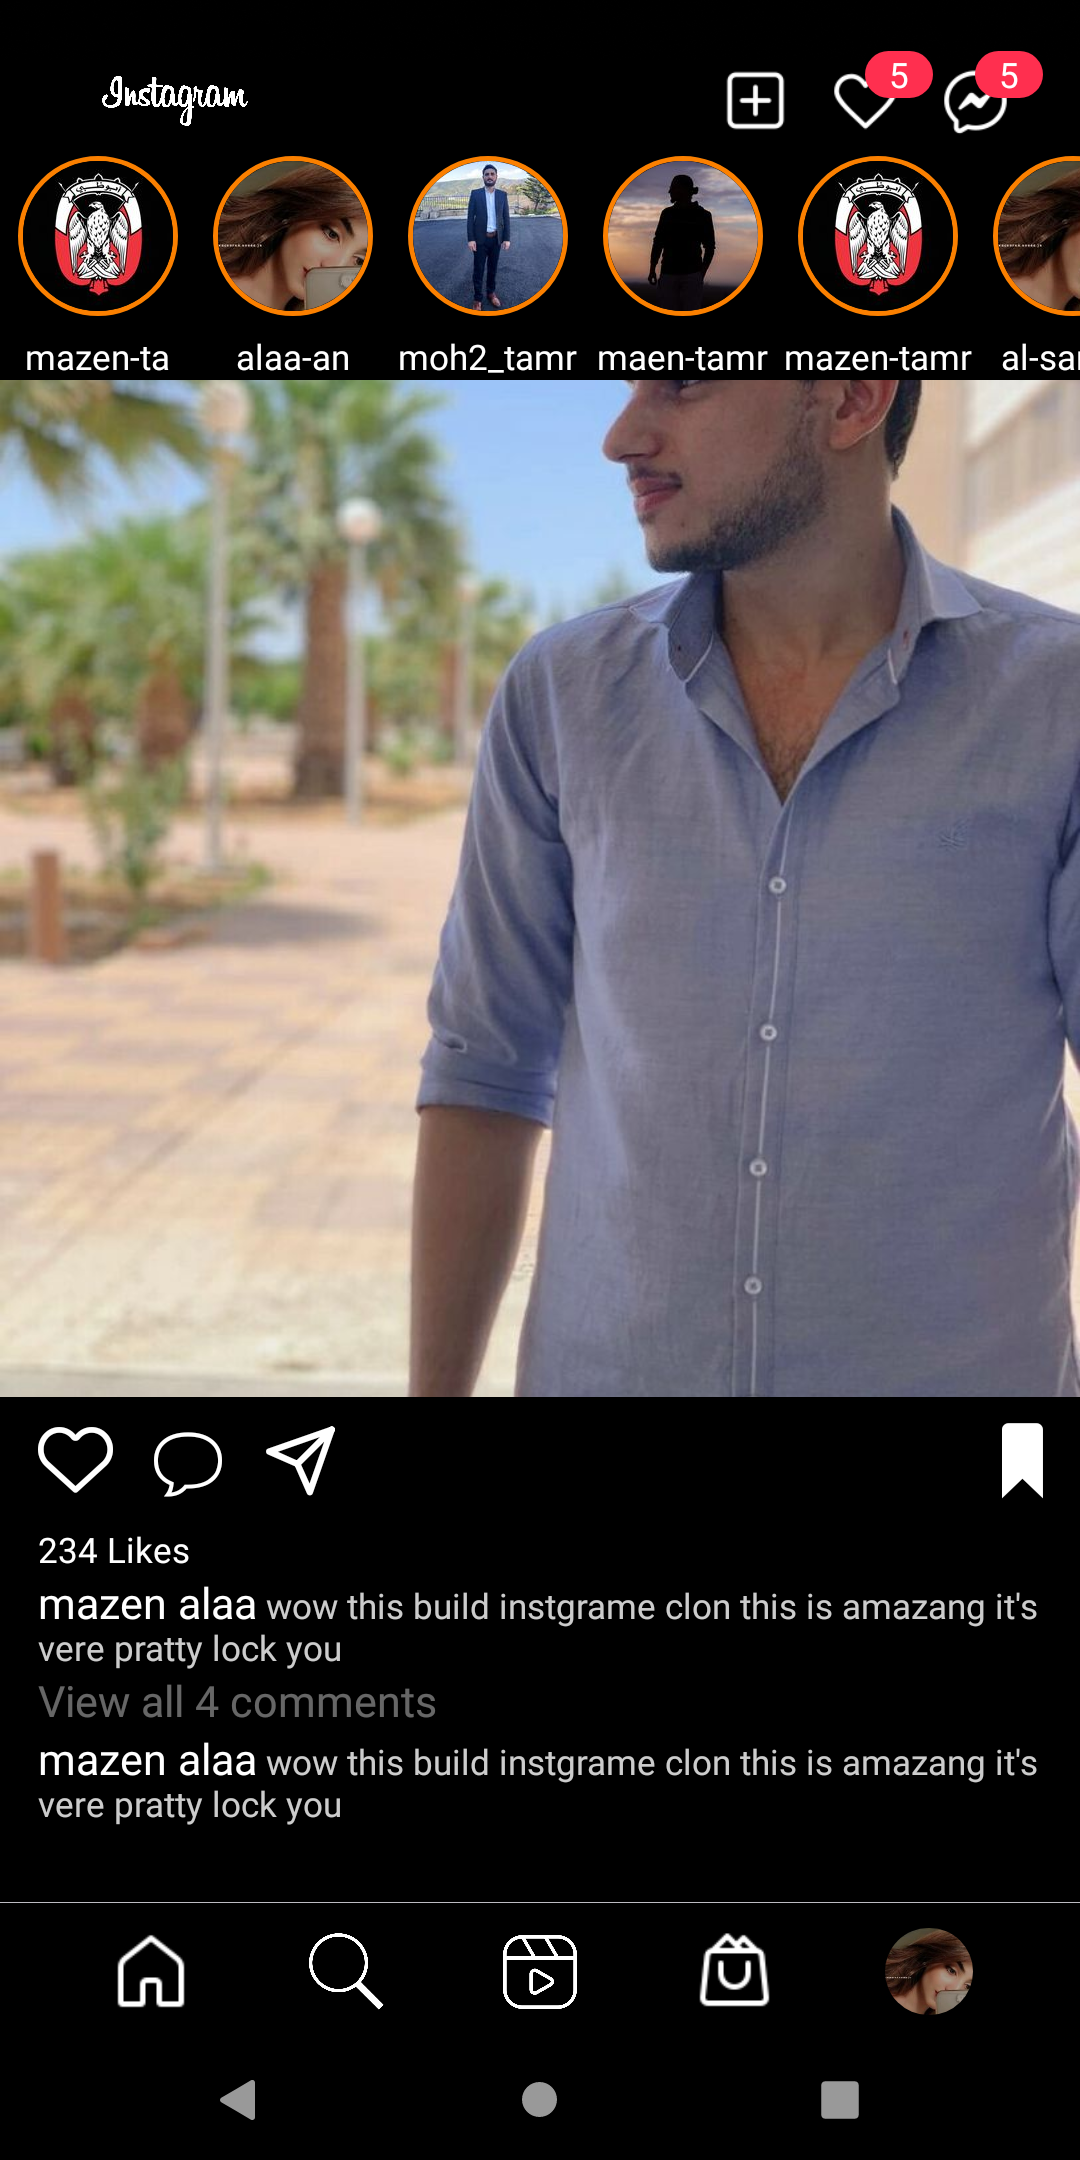 Instagram
5
5
mazen-ta
alaa-an
moh2_tamr
maen-tamr
mazen-tamr
al-sar
234 Likes
mazen alaa wow this build instgrame clon this is amazang it's
vere pratty lock you
View all 4 comments
mazen alaa wow this build instgrame clon this is amazang it's
vere pratty lock you